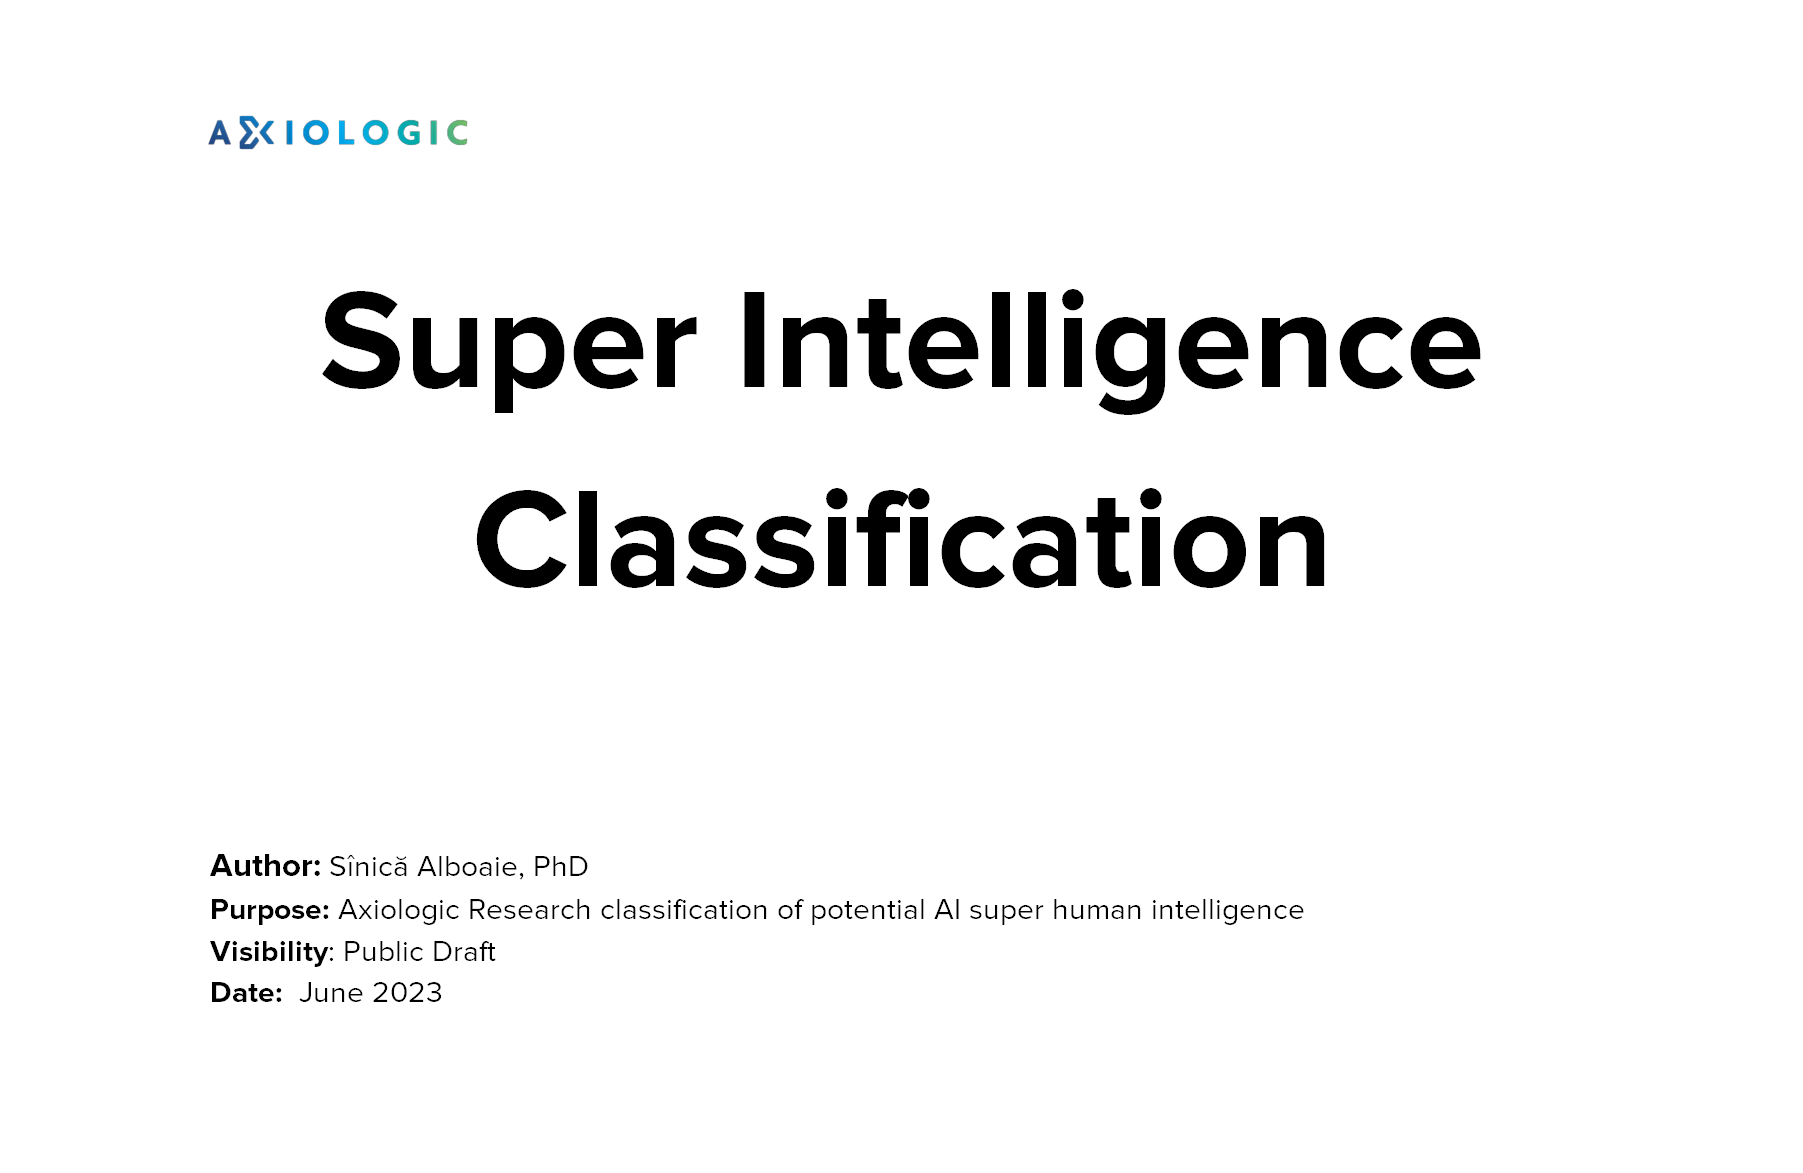 AXIOLOGIC
Super Intelligence
Classification
Author: Sînică Alboaie, PhD
Purpose: Axiologic Research classification of potential AI super human intelligence
Visibility: Public Draft
Date: June 2023